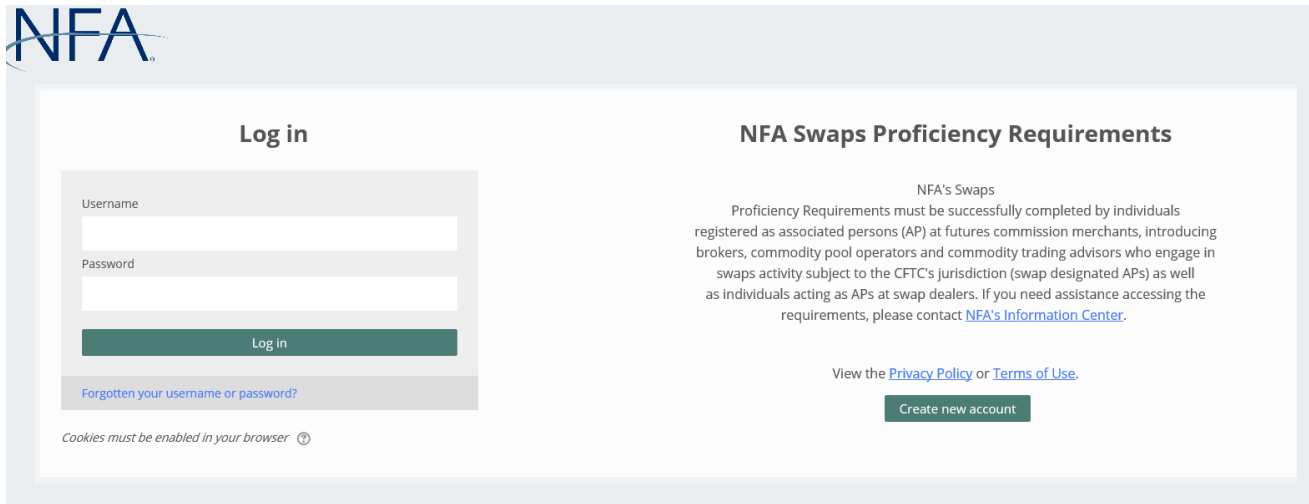 NFA
Log in
Username
Password
Log in
Forgotten your username or password?
Cookies must be enabled in your browser
NFA Swaps Proficiency Requirements
NFA's Swaps
Proficiency Requirements must be successfully completed by individuals
registered as associated persons (AP) at futures commission merchants, introducing
brokers, commodity pool operators and commodity trading advisors who engage in
swaps activity subject to the CFTC's jurisdiction (swap designated APs) as well
as individuals acting as APs at swap dealers. If you need assistance accessing the
requirements, please contact NFA's Information Center.
View the Privacy Policy or Terms of Use.
Create new account